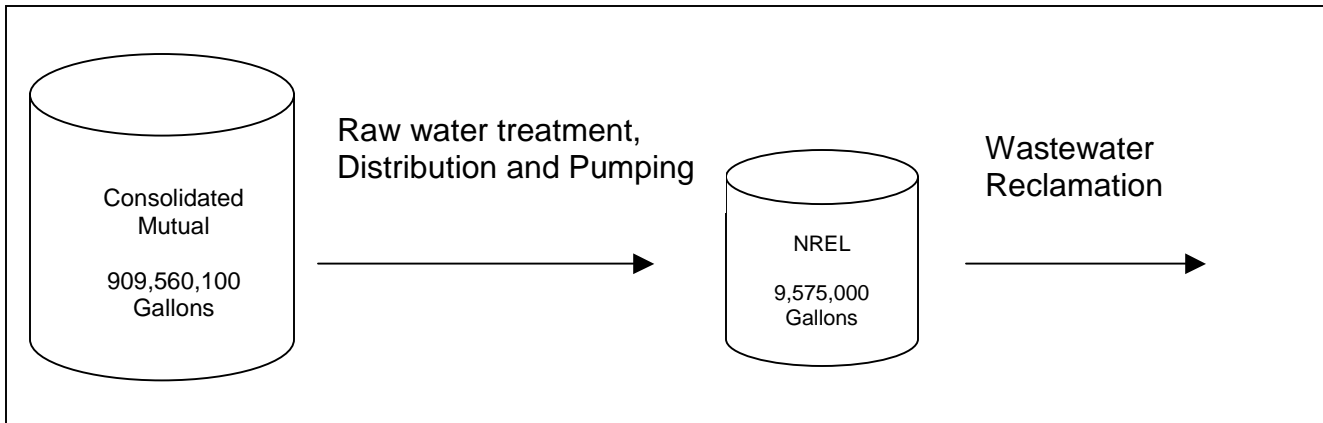 Consolidated
Mutual
909,560,100
Gallons
Raw water treatment,
Distribution and Pumping
NREL
9,575,000
Gallons
Wastewater
Reclamation